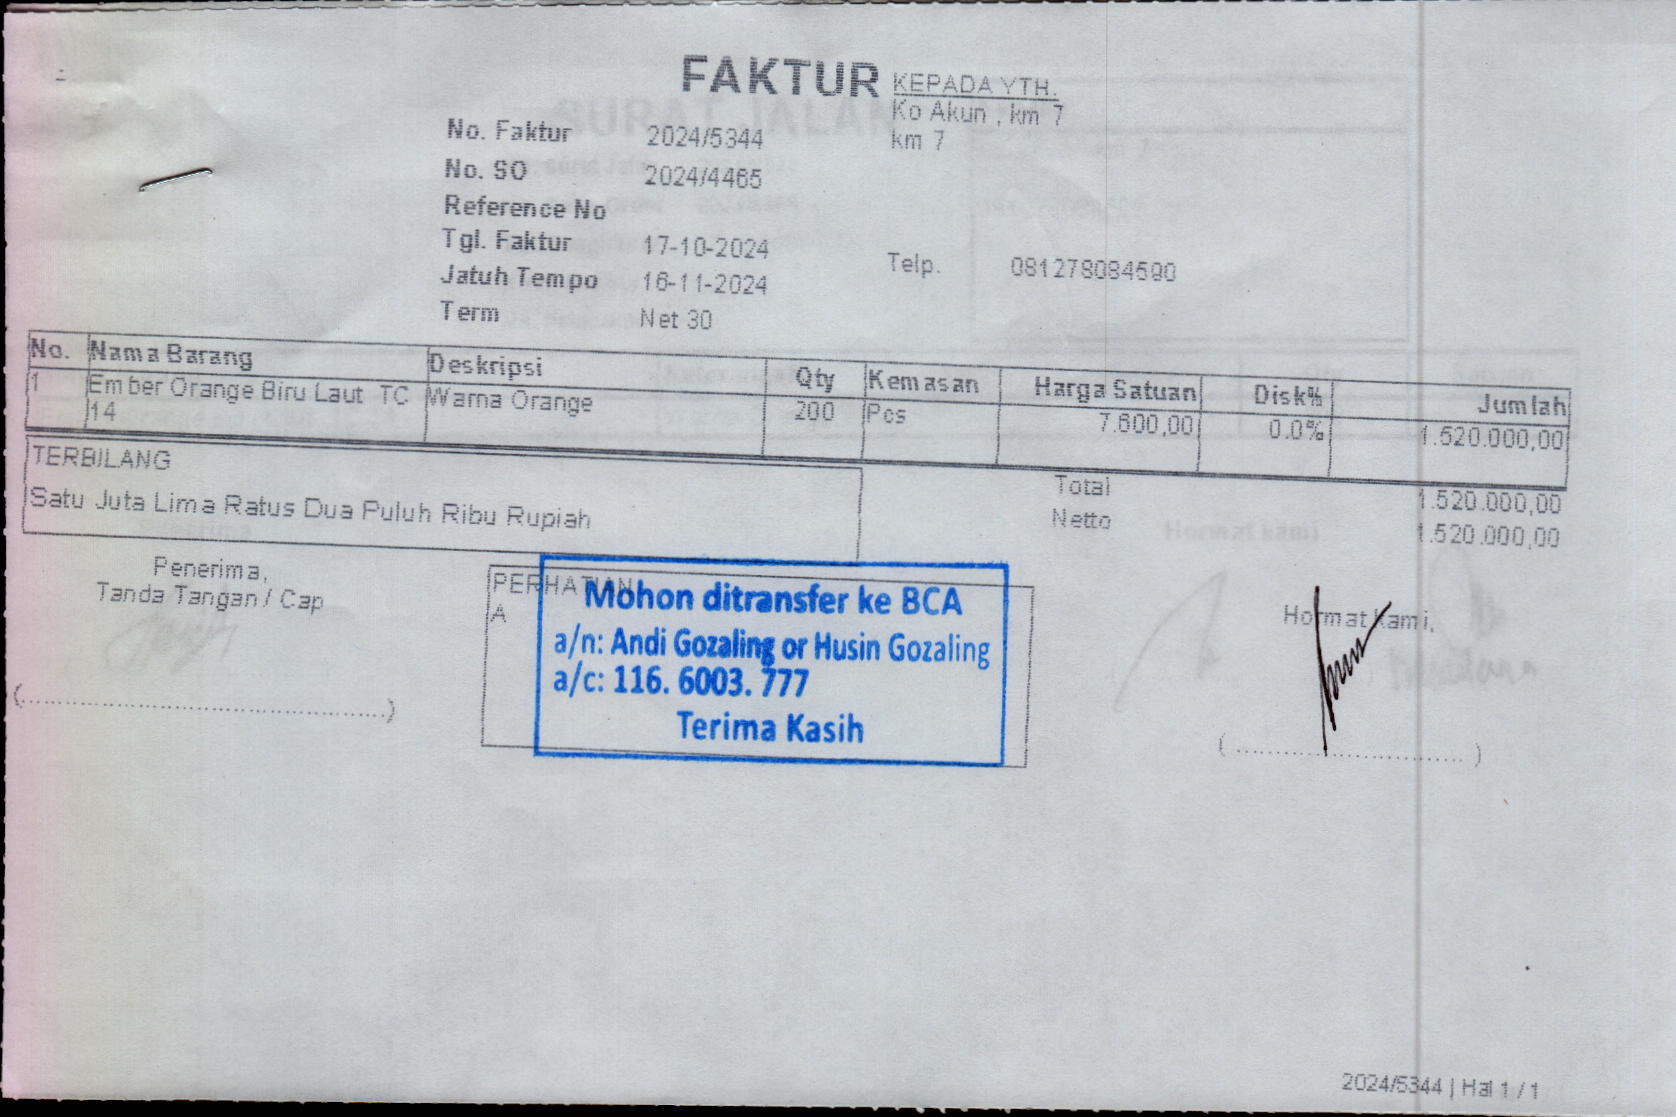 FAKTUR
KEPADA YTH.
Ko Akun , km 7
km 7
No. Faktur 2024/5344
No. SO 2024/4465
Reference No
Tgl. Faktur 17-10-2024
Jatuh Tempo 16-11-2024
Term Net 30
Telp. 081278084590
No. Nama Barang Deskripsi Qty Kemasan Harga Satuan Disk% Jumlah
1 Ember Orange Biru Laut TC Warna Orange 200 Pcs 7.600,00 0.0% 1.520.000,00
14
TERBILANG
Satu Juta Lima Ratus Dua Puluh Ribu Rupiah
Total 1.520.000,00
Netto 1.520.000,00
Penerima,
Tanda Tangan / Cap
PERHATIAN
A
Mohon ditransfer ke BCA
a/n: Andi Gozaling or Husin Gozaling
a/c: 116. 6003. 777
Terima Kasih
Hormat Kami,
SURAT JALAN
Hormat kami
2024/5344 | Hal 1 / 1